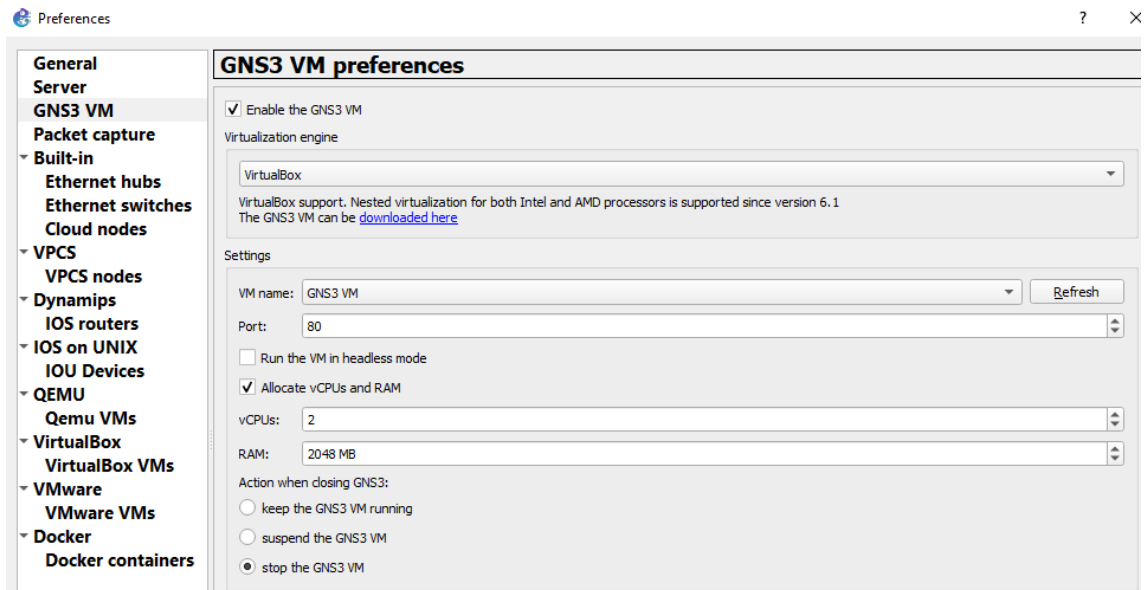 Preferences
?
General
Server
GNS3 VM
Packet capture
Built-in
Ethernet hubs
Ethernet switches
Cloud nodes
VPCS
VPCS nodes
Dynamips
IOS routers
IOS on UNIX
IOU Devices
QEMU
Qemu VMs
VirtualBox
VirtualBox VMs
VMware
VMware VMs
Docker
Docker containers
GNS3 VM preferences
Enable the GNS3 VM
Virtualization engine
VirtualBox
VirtualBox support. Nested virtualization for both Intel and AMD processors is supported since version 6.1
The GNS3 VM can be downloaded here
Settings
VM name: GNS3 VM Refresh
Port: 80
Run the VM in headless mode
Allocate vCPUs and RAM
vCPUs: 2
RAM: 2048 MB
Action when closing GNS3:
keep the GNS3 VM running
suspend the GNS3 VM
stop the GNS3 VM